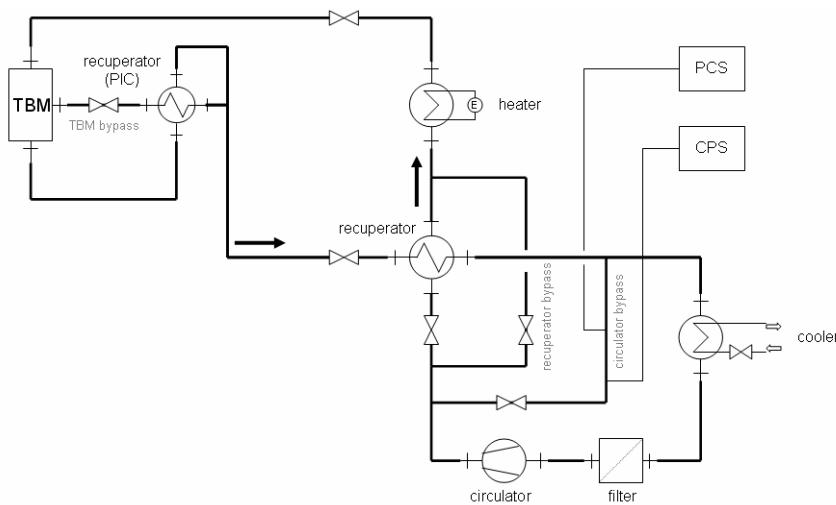 recuperator
(PIC)
TBM
TBM bypass
E
heater
PCS
CPS
recuperator
recuperator bypass
circulator bypass
cooler
circulator
filter